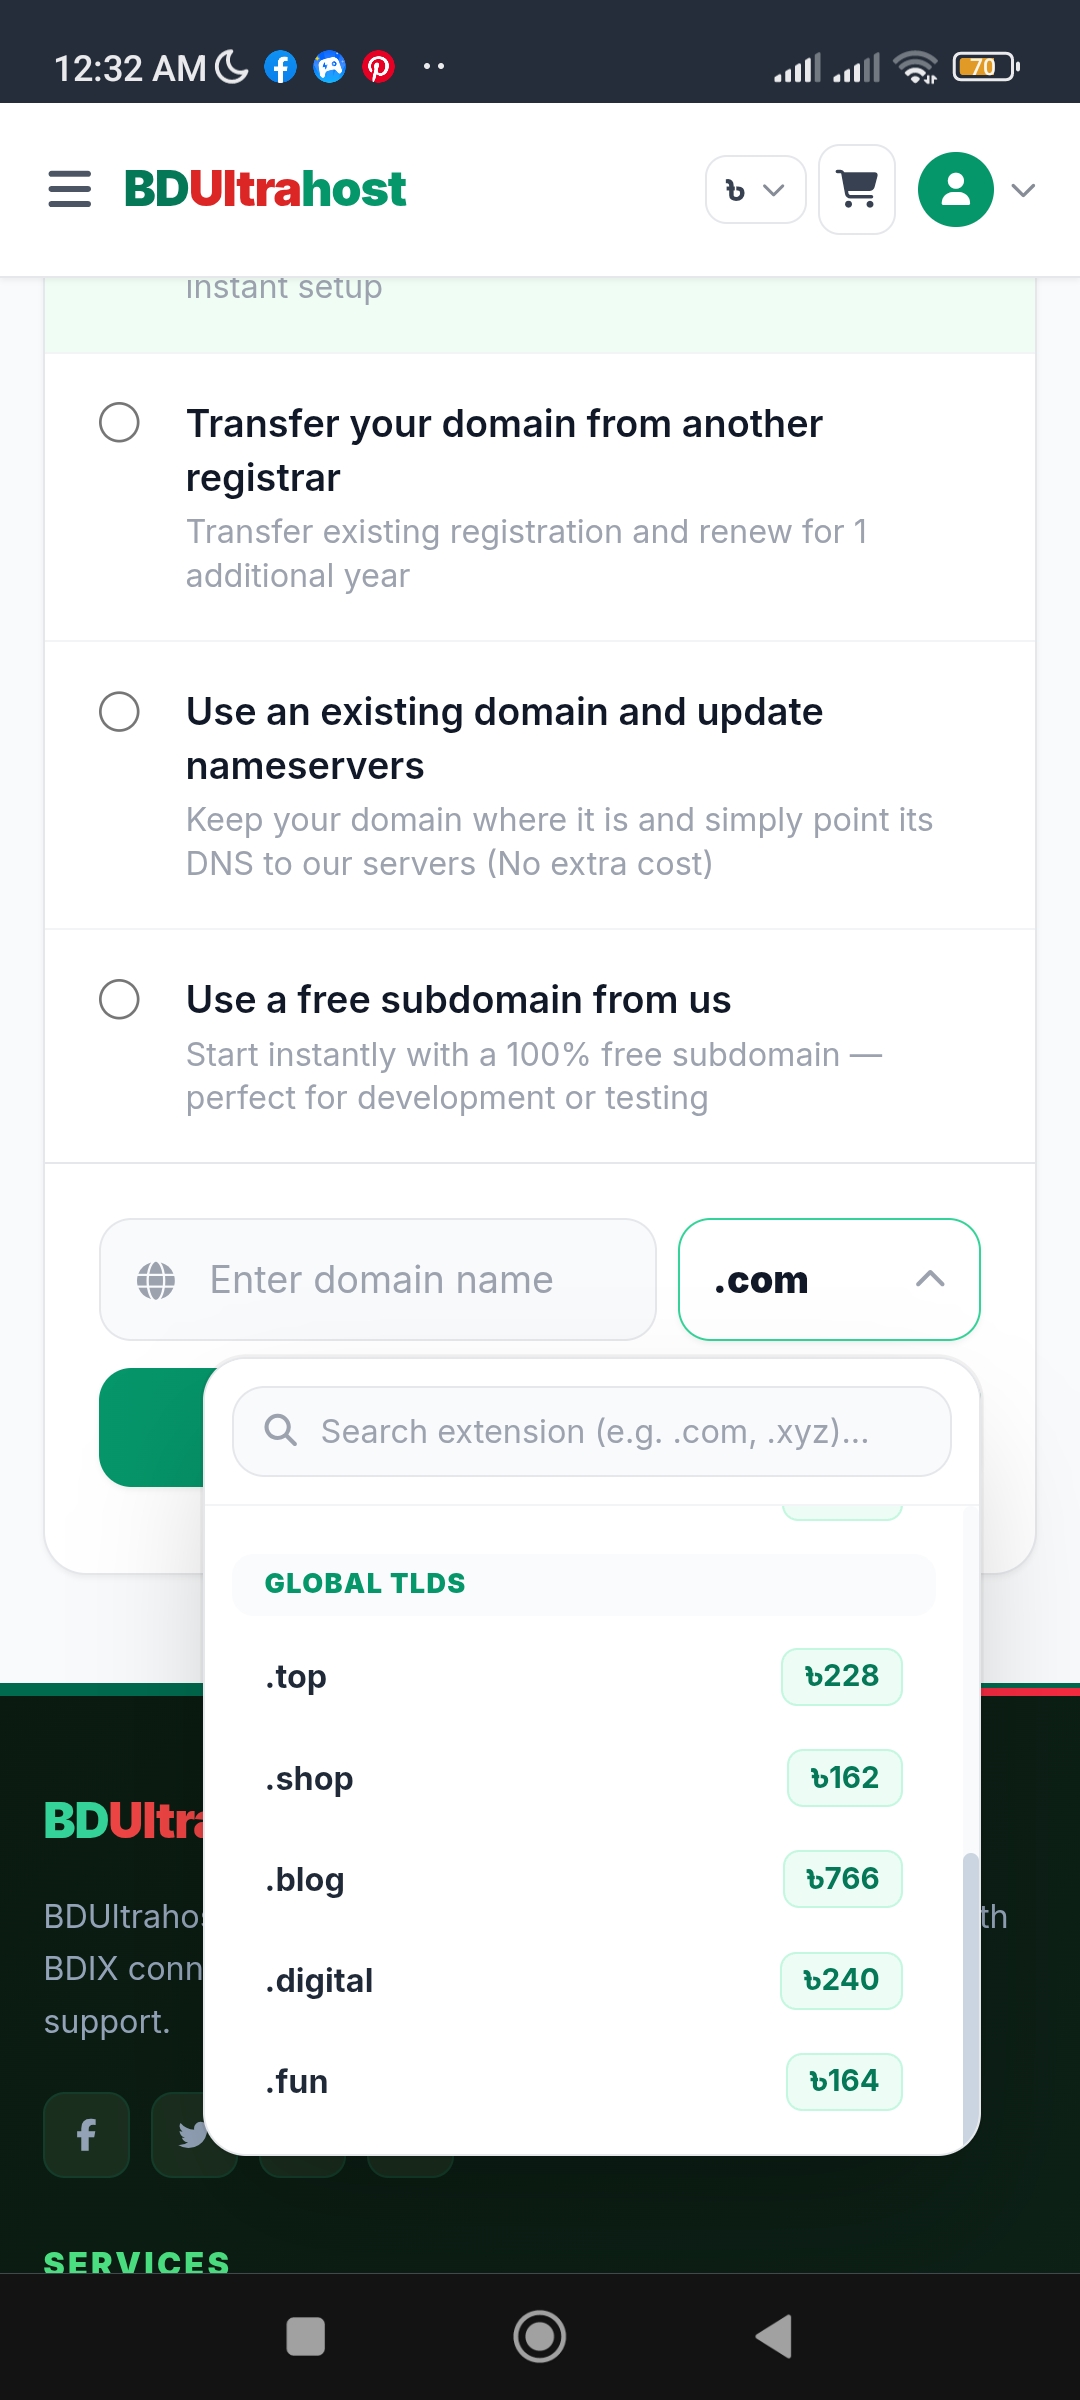 12:32 AM
70
BDUltrahost
৳
instant setup
Transfer your domain from another
registrar
Transfer existing registration and renew for 1
additional year
Use an existing domain and update
nameservers
Keep your domain where it is and simply point its
DNS to our servers (No extra cost)
Use a free subdomain from us
Start instantly with a 100% free subdomain —
perfect for development or testing
Enter domain name
.com
Search extension (e.g. .com, .xyz)...
GLOBAL TLDS
.top ৳228
.shop ৳162
.blog ৳766
.digital ৳240
.fun ৳164
BDUltra
BDUltrahos th
BDIX conn
support.
SERVICES